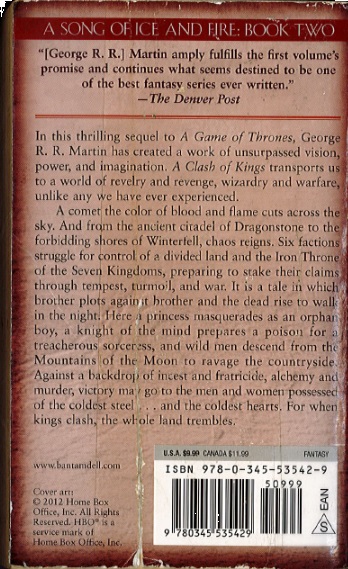 A SONG OF ICE AND FIRE: BOOK TWO
“[George R. R.] Martin amply fulfills the first volume’s
promise and continues what seems destined to be one
of the best fantasy series ever written.”
—The Denver Post
In this thrilling sequel to A Game of Thrones, George
R. R. Martin has created a work of unsurpassed vision,
power, and imagination. A Clash of Kings transports us
to a world of revelry and revenge, wizardry and warfare,
unlike any we have ever experienced.
A comet the color of blood and flame cuts across the
sky. And from the ancient citadel of Dragonstone to the
forbidding shores of Winterfell, chaos reigns. Six factions
struggle for control of a divided land and the Iron Throne
of the Seven Kingdoms, preparing to stake their claims
through tempest, turmoil, and war. It is a tale in which
brother plots against brother and the dead rise to walk
in the night. Here a princess masquerades as an orphan
boy, a knight of the mind prepares a poison for a
treacherous sorceress, and wild men descend from the
Mountains of the Moon to ravage the countryside.
Against a backdrop of incest and fratricide, alchemy and
murder, victory may go to the men and women possessed
of the coldest steel . . . and the coldest hearts. For when
kings clash, the whole land trembles.
U.S.A. $9.99 CANADA $11.99 FANTASY
ISBN 978-0-345-53542-9
50999
www.bantamdell.com
Cover art:
© 2012 Home Box
Office, Inc. All Rights
Reserved. HBO® is a
service mark of
Home Box Office, Inc.
9 780345 535429
S EAN